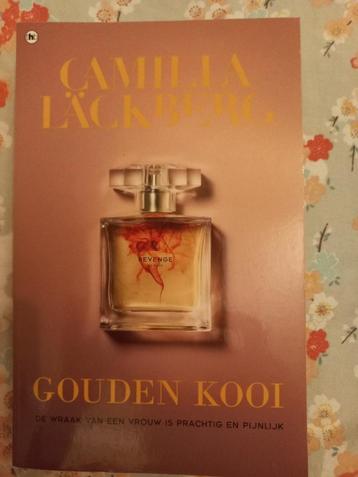 CAMILLA
LÄCKBERG
REVENGE
GOUDEN KOOI
DE WRAAK VAN EEN VROUW IS PRACHTIG EN PIJNLIJK